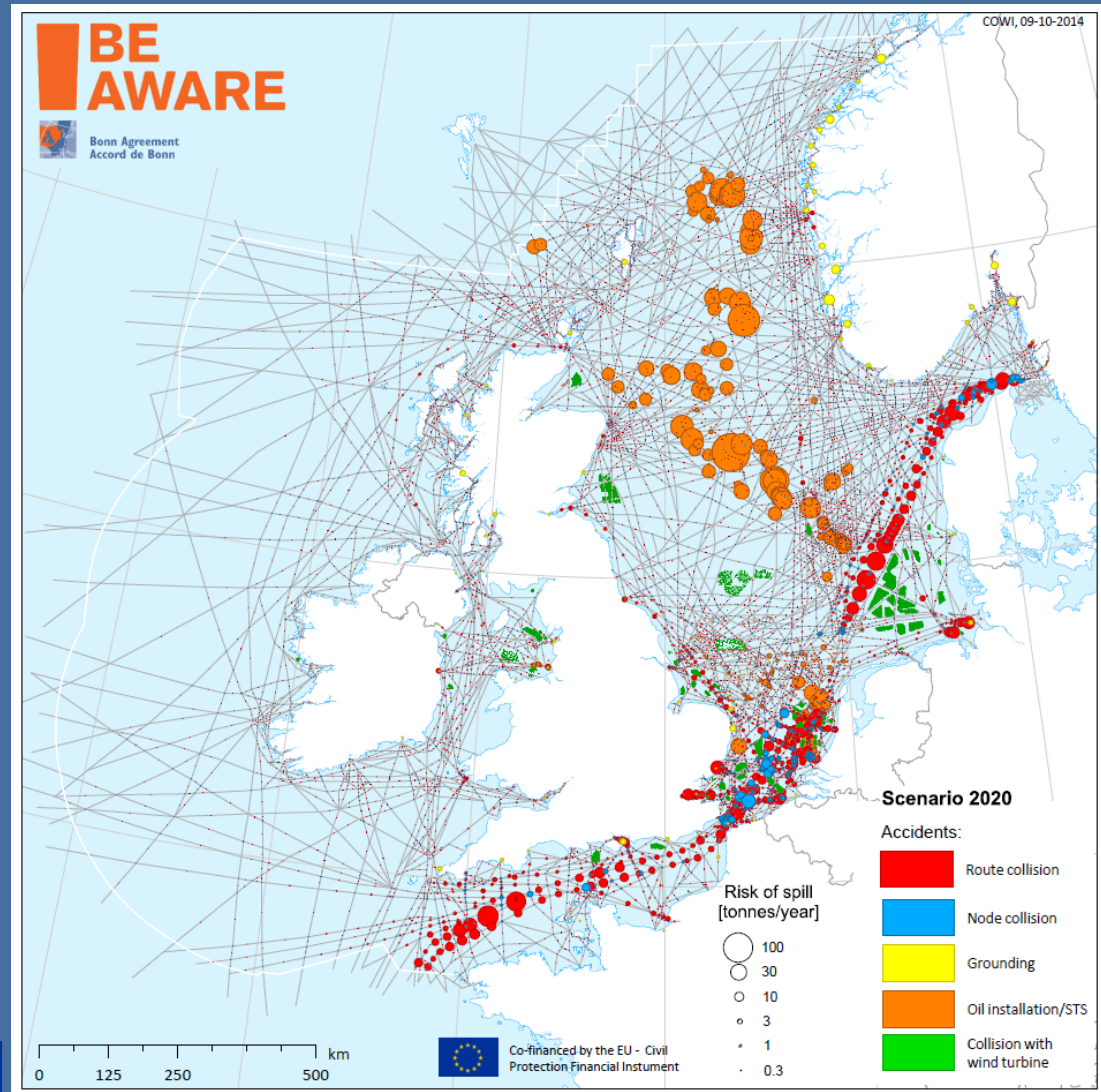 COWI, 09-10-2014
BE
AWARE
Bonn Agreement
Accord de Bonn
Scenario 2020
Accidents:
Route collision
Node collision
Grounding
Oil installation/STS
Collision with
wind turbine
Risk of spill
[tonnes/year]
100
30
10
3
1
0.3
km
0 125 250 500
Co-financed by the EU - Civil
Protection Financial Instument